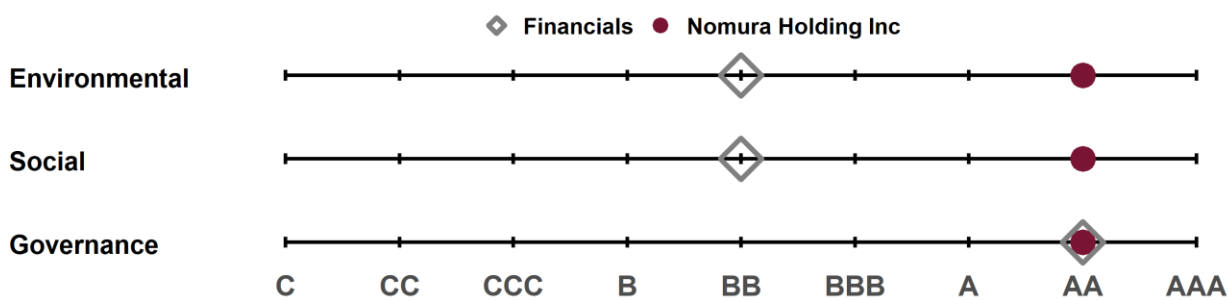 Financials Nomura Holding Inc
Environmental
Social
Governance
C CC CCC B BB BBB A AA AAA